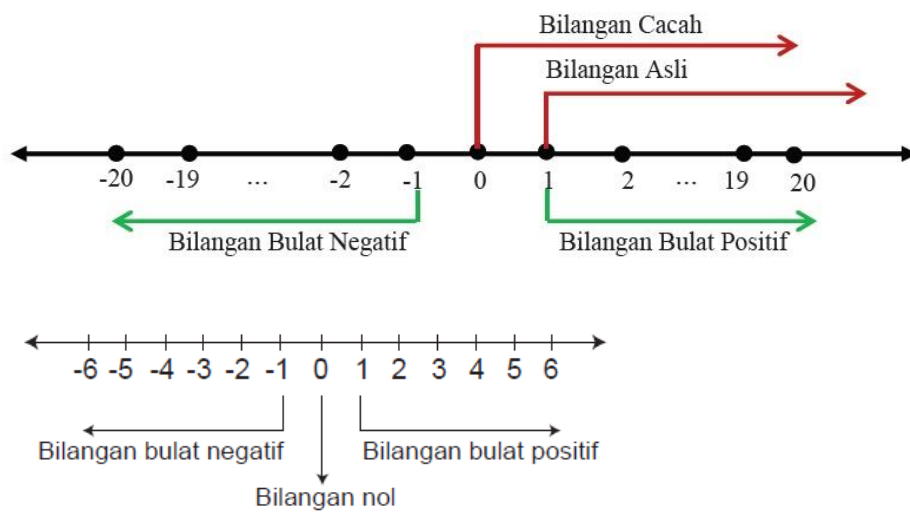 Bilangan Cacah
Bilangan Asli
-20 -19 ... -2 -1 0 1 2 ... 19 20
Bilangan Bulat Negatif Bilangan Bulat Positif
-6 -5 -4 -3 -2 -1 0 1 2 3 4 5 6
Bilangan bulat negatif Bilangan bulat positif
Bilangan nol